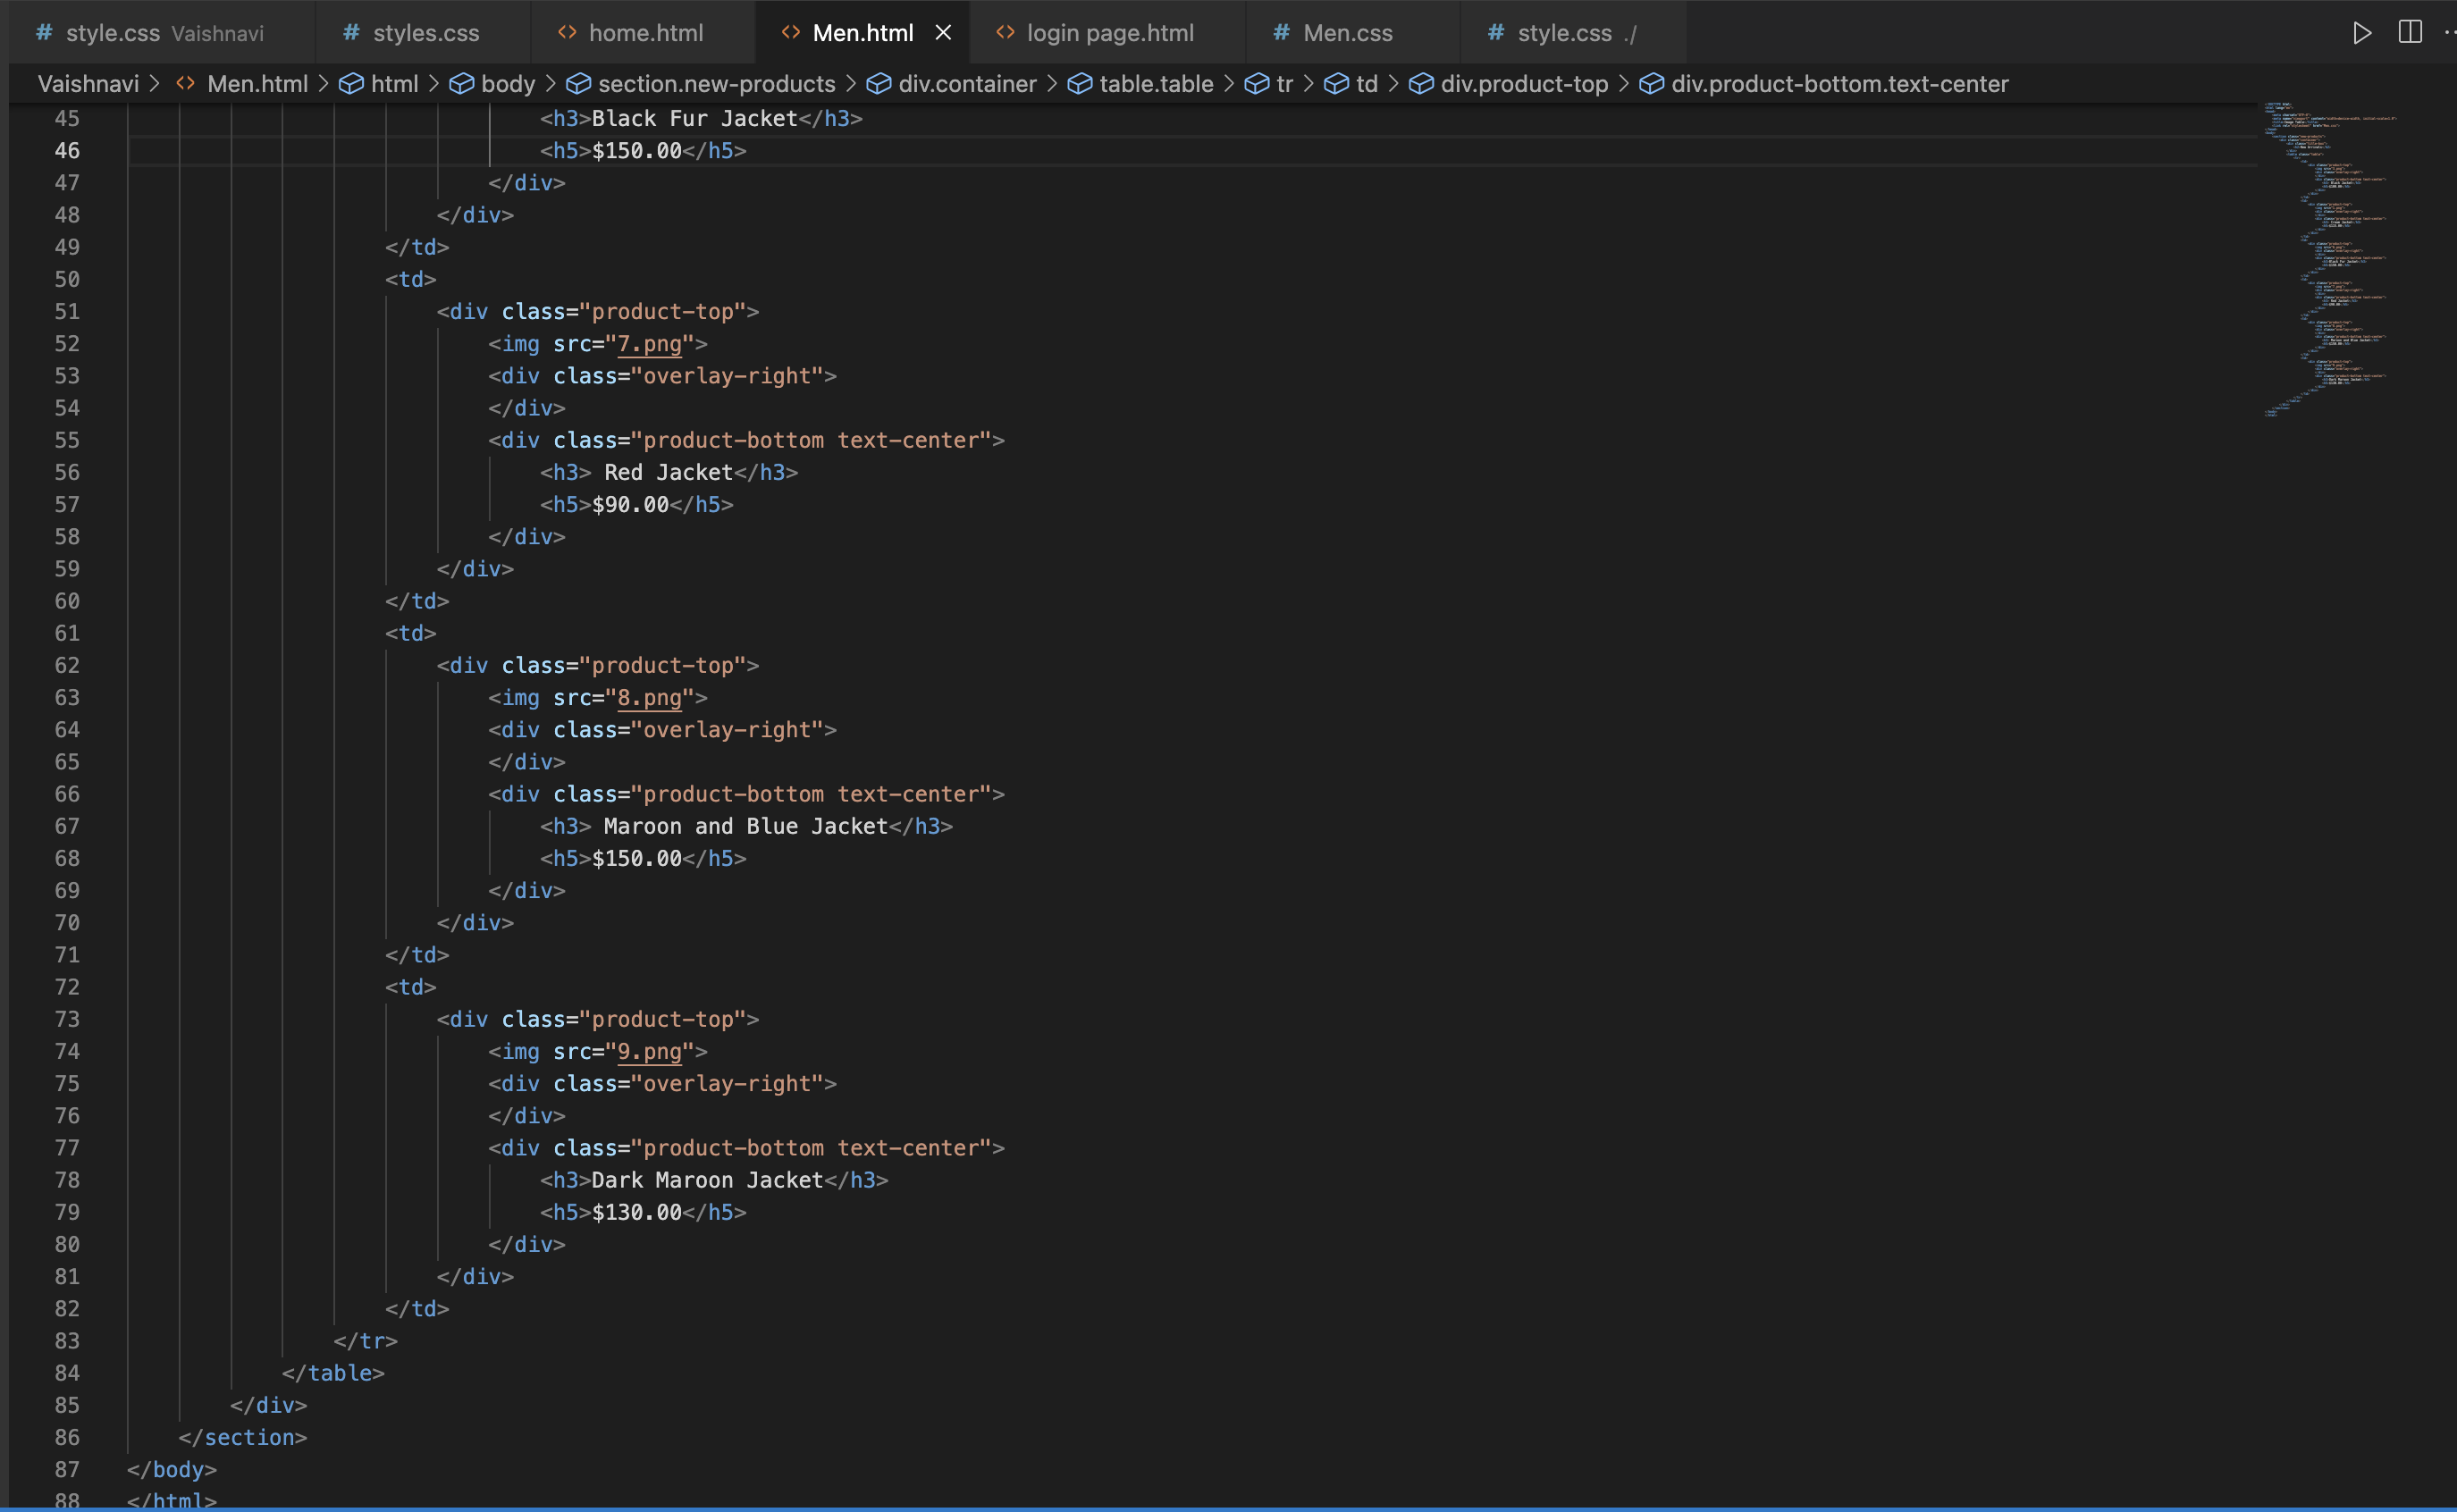 # style.css Vaishnavi # styles.css <> home.html <> Men.html × <> login page.html # Men.css # style.css ./
Vaishnavi > <> Men.html > html > body > section.new-products > div.container > table.table > tr > td > div.product-top > div.product-bottom.text-center
45 <h3>Black Fur Jacket</h3>
46 <h5>$150.00</h5>
47 </div>
48 </div>
49 </td>
50 <td>
51 <div class="product-top">
52 <img src="7.png">
53 <div class="overlay-right">
54 </div>
55 <div class="product-bottom text-center">
56 <h3> Red Jacket</h3>
57 <h5>$90.00</h5>
58 </div>
59 </div>
60 </td>
61 <td>
62 <div class="product-top">
63 <img src="8.png">
64 <div class="overlay-right">
65 </div>
66 <div class="product-bottom text-center">
67 <h3> Maroon and Blue Jacket</h3>
68 <h5>$150.00</h5>
69 </div>
70 </div>
71 </td>
72 <td>
73 <div class="product-top">
74 <img src="9.png">
75 <div class="overlay-right">
76 </div>
77 <div class="product-bottom text-center">
78 <h3>Dark Maroon Jacket</h3>
79 <h5>$130.00</h5>
80 </div>
81 </div>
82 </td>
83 </tr>
84 </table>
85 </div>
86 </section>
87 </body>
88 </html>